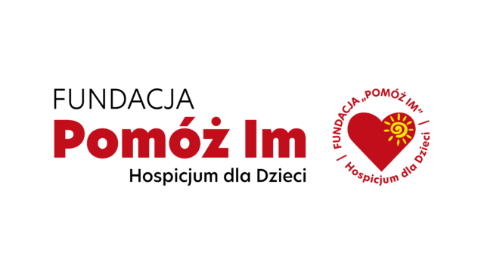 FUNDACJA
Pomóż Im
Hospicjum dla Dzieci
FUNDACJA „POMÓŻ IM”
| Hospicjum dla Dzieci |